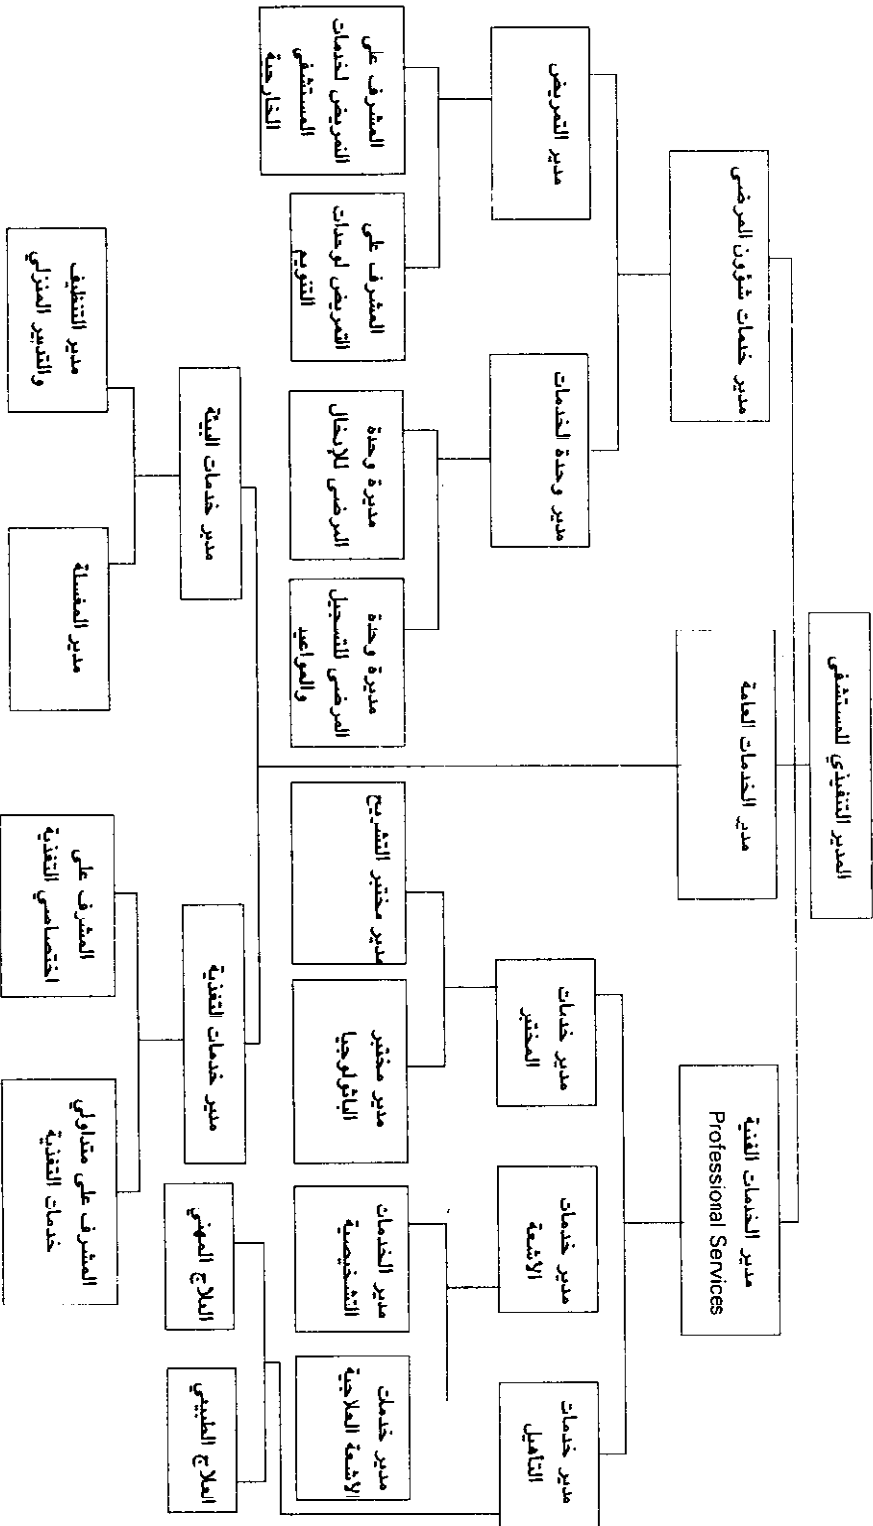 المدير التنفيذي للمستشفى
مدير خدمات شؤون المرضى
مدير الخدمات العامة
مدير الخدمات الفنية
Professional Services
مدير التمريض
مدير وحدة الخدمات
مدير خدمات
المختبر
مدير خدمات
الاشعة
مدير خدمات
التأهيل
المشرف على
التمريض لخدمات
المستشفى
الخارجية
المشرف على
التمريض لوحدات
التنويم
مديرة وحدة
المرضى للإدخال
مديرة وحدة
المرضى للتسجيل
والمواعيد
مدير مختبر التشريح
مدير مختبر
الباثولوجيا
مدير الخدمات
التشخيصية
مدير خدمات
الاشعة العلاجية
مدير خدمات البيئة
مدير خدمات التغذية
العلاج المهني
العلاج الطبيعي
مدير التنظيف
والتدبير المنزلي
مدير المغسلة
المشرف على
اختصاصي التغذية
المشرف على متداولي
خدمات التغذية